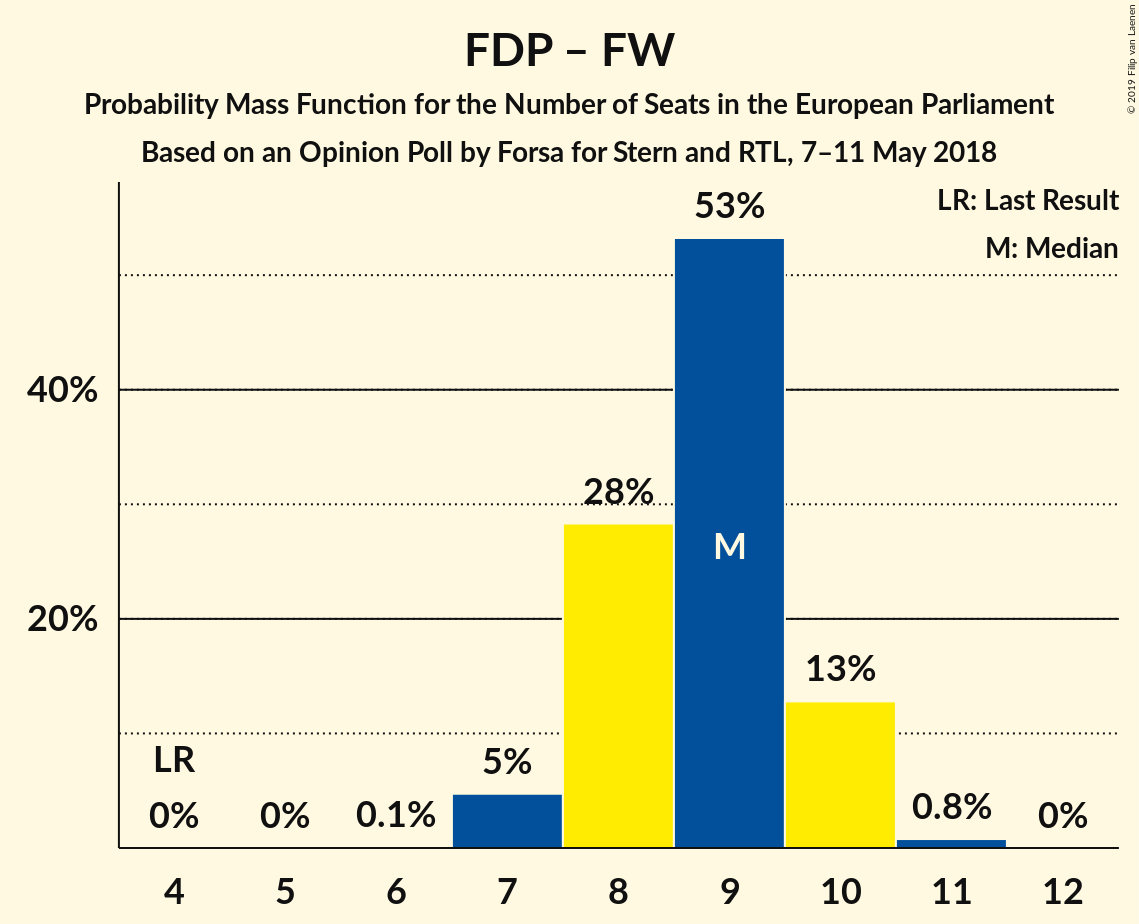 FDP – FW
Probability Mass Function for the Number of Seats in the European Parliament
Based on an Opinion Poll by Forsa for Stern and RTL, 7–11 May 2018
© 2019 Filip van Laenen
LR: Last Result
M: Median
53%
40%
28%
M
20%
13%
LR
5%
0% 0% 0.1% 0.8% 0%
4 5 6 7 8 9 10 11 12